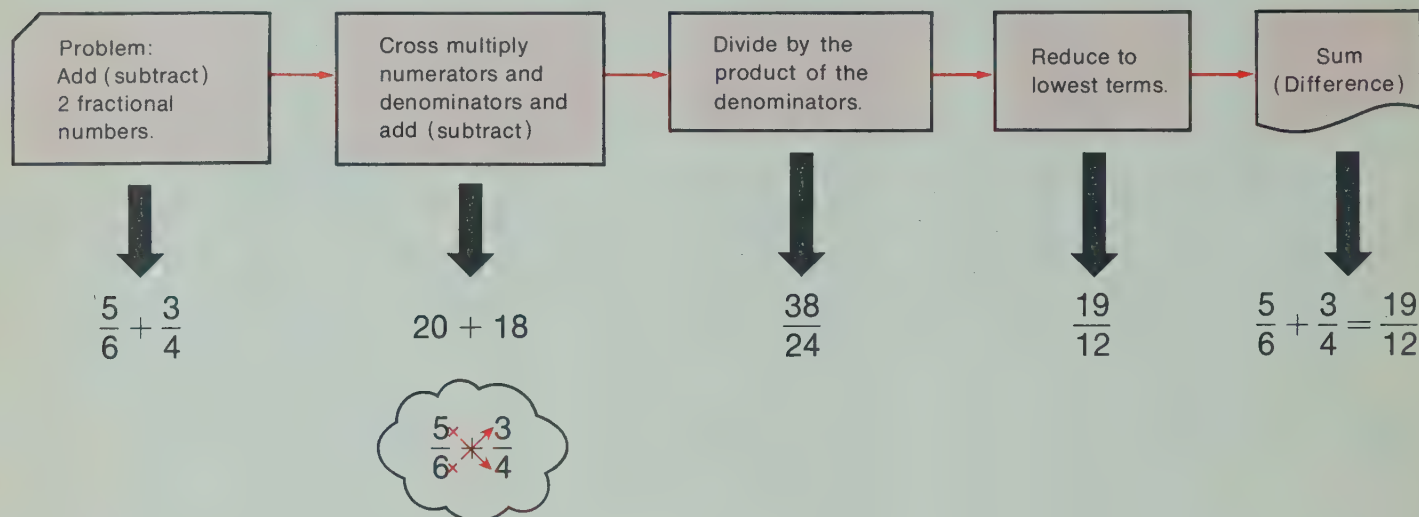 Problem:
Add (subtract)
2 fractional
numbers.
Cross multiply
numerators and
denominators and
add (subtract)
Divide by the
product of the
denominators.
Reduce to
lowest terms.
Sum
(Difference)
5/6 + 3/4
20 + 18
38/24
19/12
5/6 + 3/4 = 19/12
5/6 + 3/4